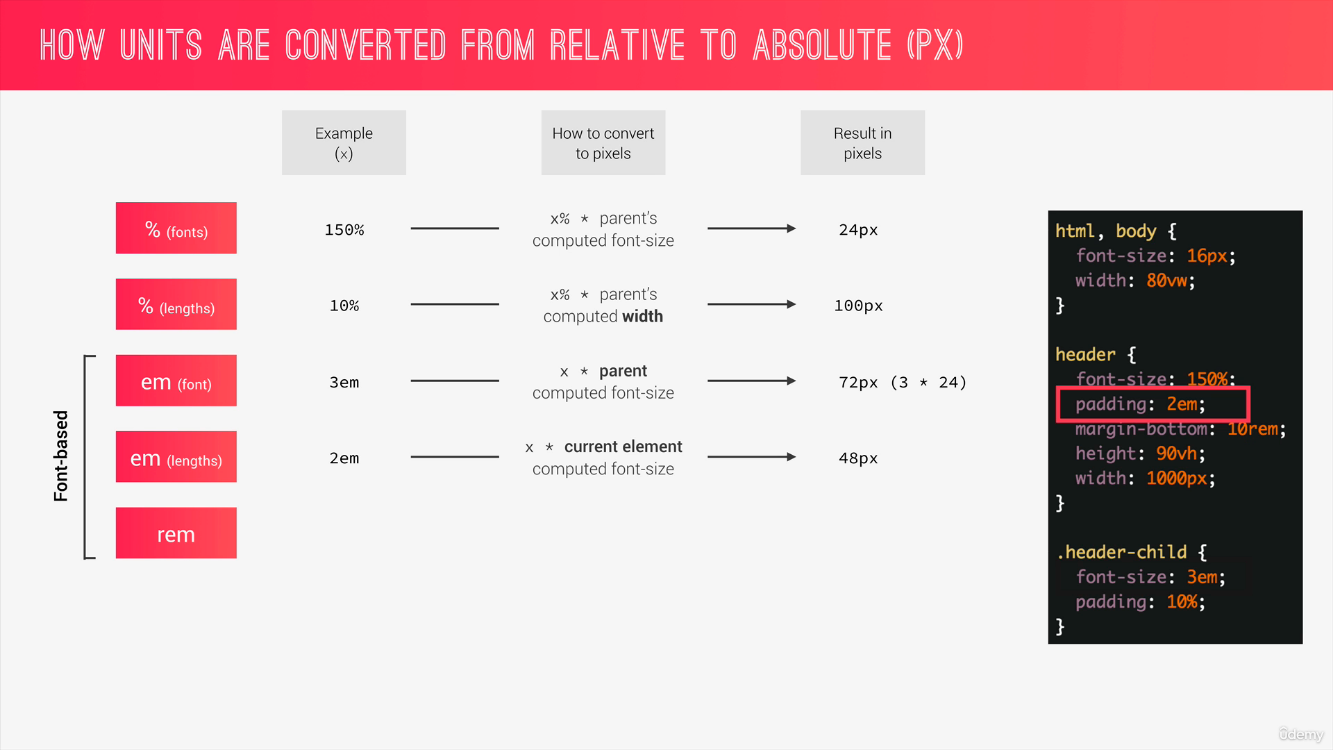 HOW UNITS ARE CONVERTED FROM RELATIVE TO ABSOLUTE (PX)
Example
(x)
How to convert
to pixels
Result in
pixels
% (fonts)
150%
x% * parent's
computed font-size
24px
% (lengths)
10%
x% * parent's
computed width
100px
Font-based
em (font)
3em
x * parent
computed font-size
72px (3 * 24)
em (lengths)
2em
x * current element
computed font-size
48px
rem
html, body {
font-size: 16px;
width: 80vw;
}
header {
font-size: 150%;
padding: 2em;
margin-bottom: 10rem;
height: 90vh;
width: 1000px;
}
.header-child {
font-size: 3em;
padding: 10%;
}
ûdemy